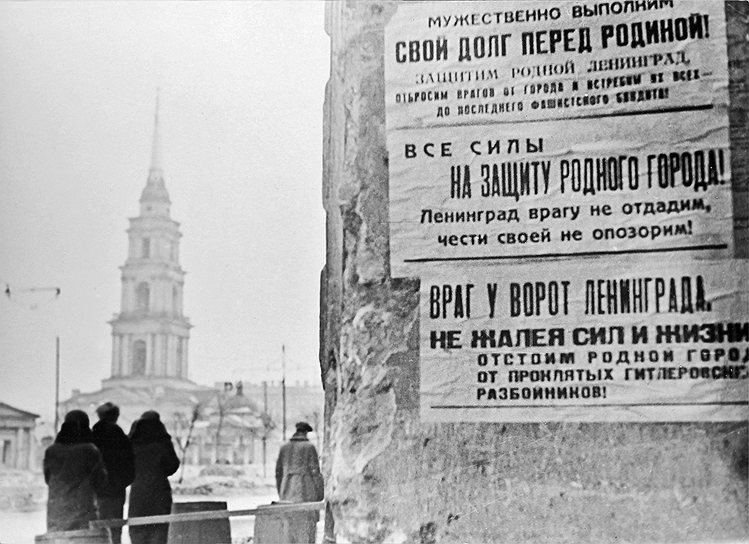 МУЖЕСТВЕННО ВЫПОЛНИМ
СВОЙ ДОЛГ ПЕРЕД РОДИНОЙ!
ЗАЩИТИМ РОДНОЙ ЛЕНИНГРАД,
ОТБРОСИМ ВРАГОВ ОТ ГОРОДА И ИСТРЕБИМ ИХ ВСЕХ—
ДО ПОСЛЕДНЕГО ФАШИСТСКОГО БАНДИТА!
ВСЕ СИЛЫ
НА ЗАЩИТУ РОДНОГО ГОРОДА!
Ленинград врагу не отдадим,
чести своей не опозорим!
ВРАГ У ВОРОТ ЛЕНИНГРАДА.
НЕ ЖАЛЕЯ СИЛ И ЖИЗНИ
ОТСТОИМ РОДНОЙ ГОРОД
ОТ ПРОКЛЯТЫХ ГИТЛЕРОВСКИ
РАЗБОЙНИКОВ!